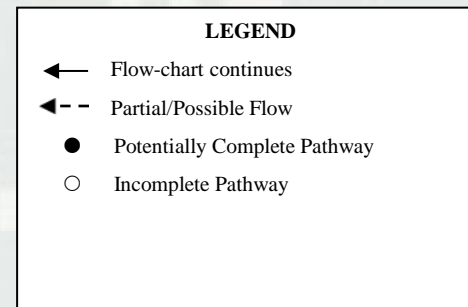 LEGEND
Flow-chart continues
Partial/Possible Flow
Potentially Complete Pathway
Incomplete Pathway